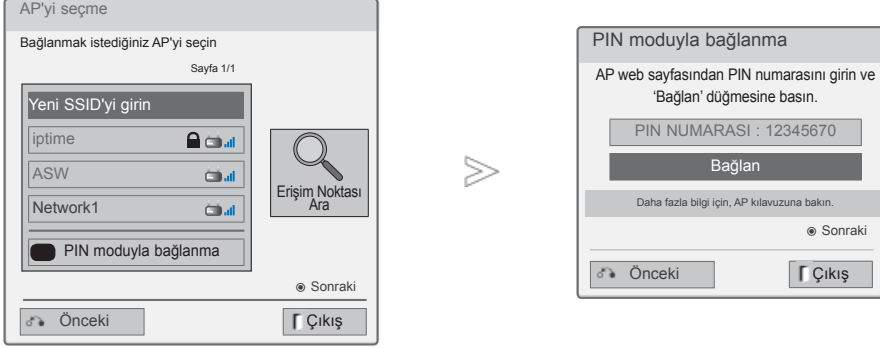 AP'yi seçme
Bağlanmak istediğiniz AP'yi seçin
Sayfa 1/1
Yeni SSID'yi girin
iptime
ASW
Network1
PIN moduyla bağlanma
Erişim Noktası
Ara
Sonraki
Önceki
Çıkış
PIN moduyla bağlanma
AP web sayfasından PIN numarasını girin ve
'Bağlan' düğmesine basın.
PIN NUMARASI : 12345670
Bağlan
Daha fazla bilgi için, AP kılavuzuna bakın.
Sonraki
Önceki
Çıkış